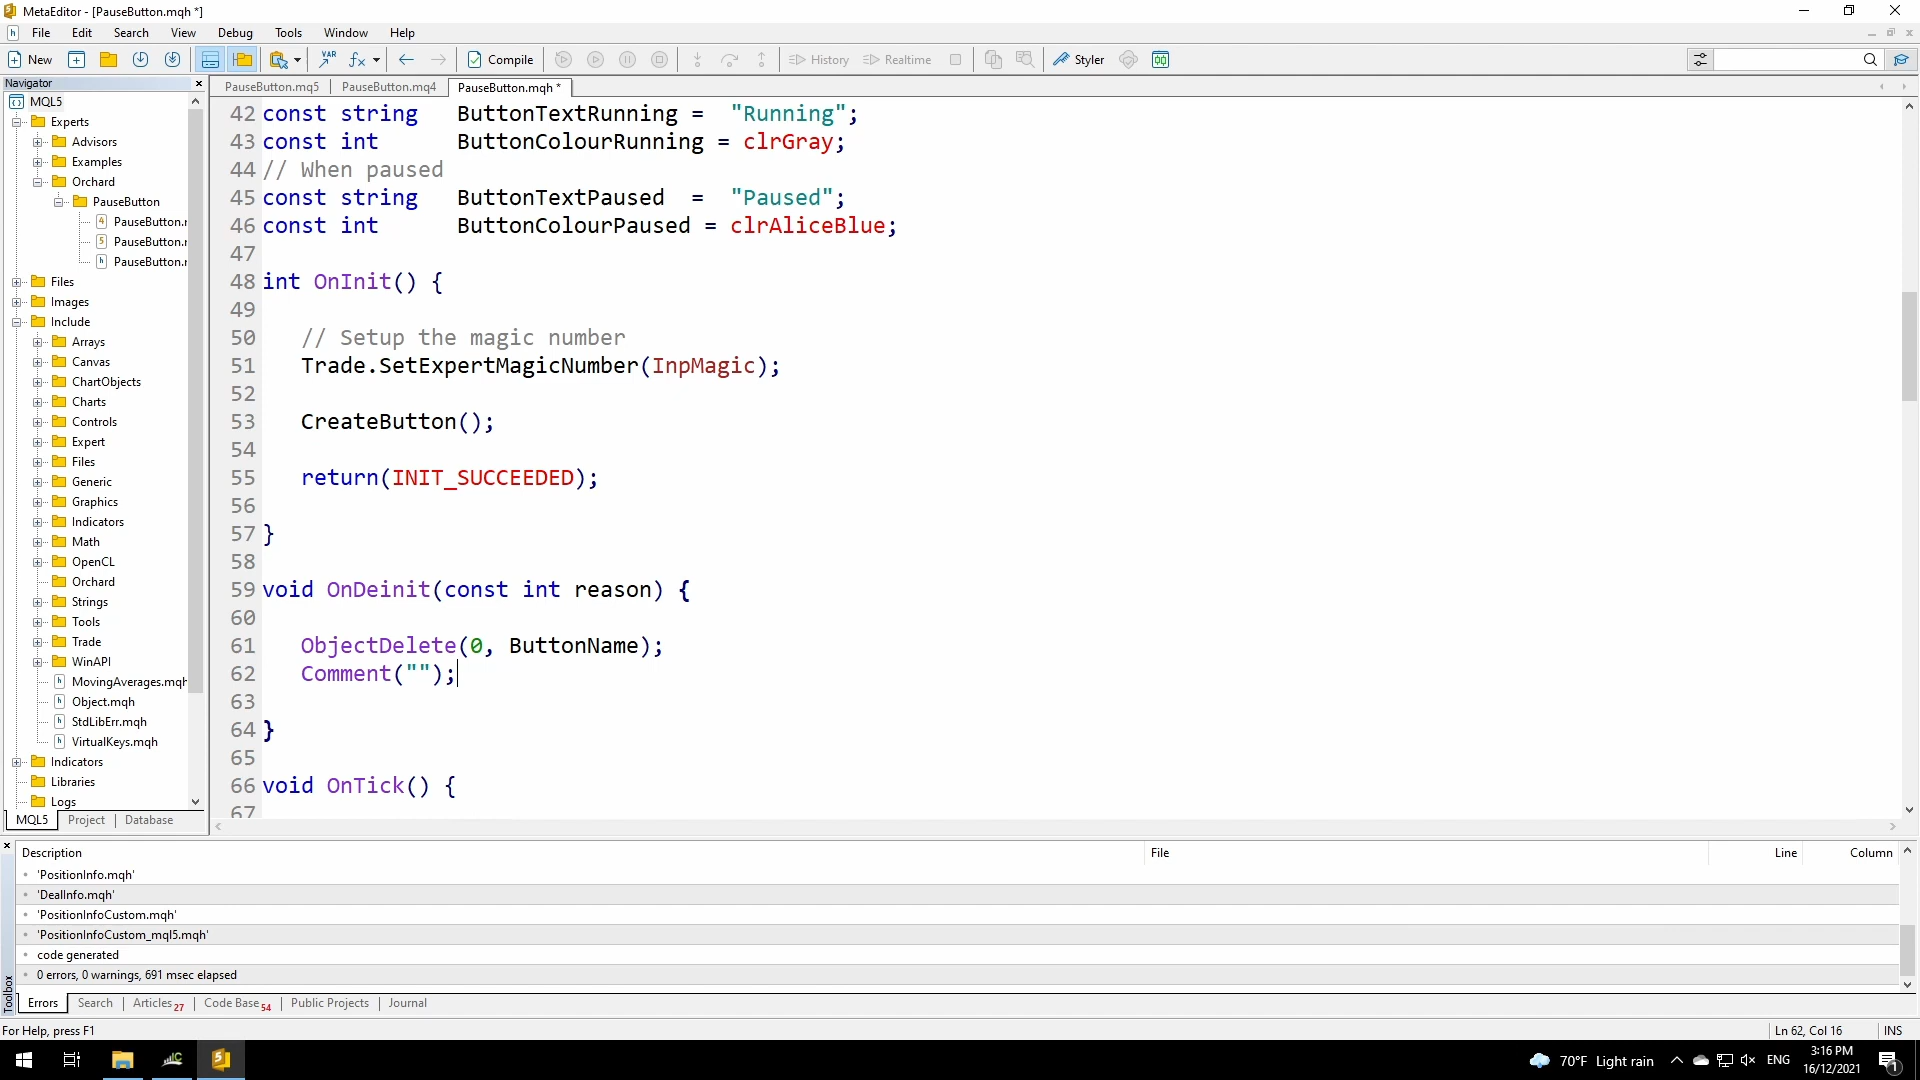 MetaEditor - [PauseButton.mqh *]
File Edit Search View Debug Tools Window Help
New VAR Compile History Realtime Styler
Navigator
PauseButton.mq5 PauseButton.mq4 PauseButton.mqh *
MQL5
Experts
Advisors
Examples
Orchard
PauseButton
PauseButton.r
PauseButton.r
PauseButton.r
Files
Images
Include
Arrays
Canvas
ChartObjects
Charts
Controls
Expert
Files
Generic
Graphics
Indicators
Math
OpenCL
Orchard
Strings
Tools
Trade
WinAPI
MovingAverages.mqh
Object.mqh
StdLibErr.mqh
VirtualKeys.mqh
Indicators
Libraries
Logs
MQL5 Project Database
42 const string ButtonTextRunning = "Running";
43 const int ButtonColourRunning = clrGray;
44 // When paused
45 const string ButtonTextPaused = "Paused";
46 const int ButtonColourPaused = clrAliceBlue;
47
48 int OnInit() {
49
50 // Setup the magic number
51 Trade.SetExpertMagicNumber(InpMagic);
52
53 CreateButton();
54
55 return(INIT_SUCCEEDED);
56
57 }
58
59 void OnDeinit(const int reason) {
60
61 ObjectDelete(0, ButtonName);
62 Comment("");
63
64 }
65
66 void OnTick() {
67
Description File Line Column
'PositionInfo.mqh'
'DealInfo.mqh'
'PositionInfoCustom.mqh'
'PositionInfoCustom_mql5.mqh'
code generated
0 errors, 0 warnings, 691 msec elapsed
Toolbox
Errors Search Articles 27 Code Base 54 Public Projects Journal
For Help, press F1 Ln 62, Col 16 INS
70°F Light rain ENG 3:16 PM
16/12/2021 1